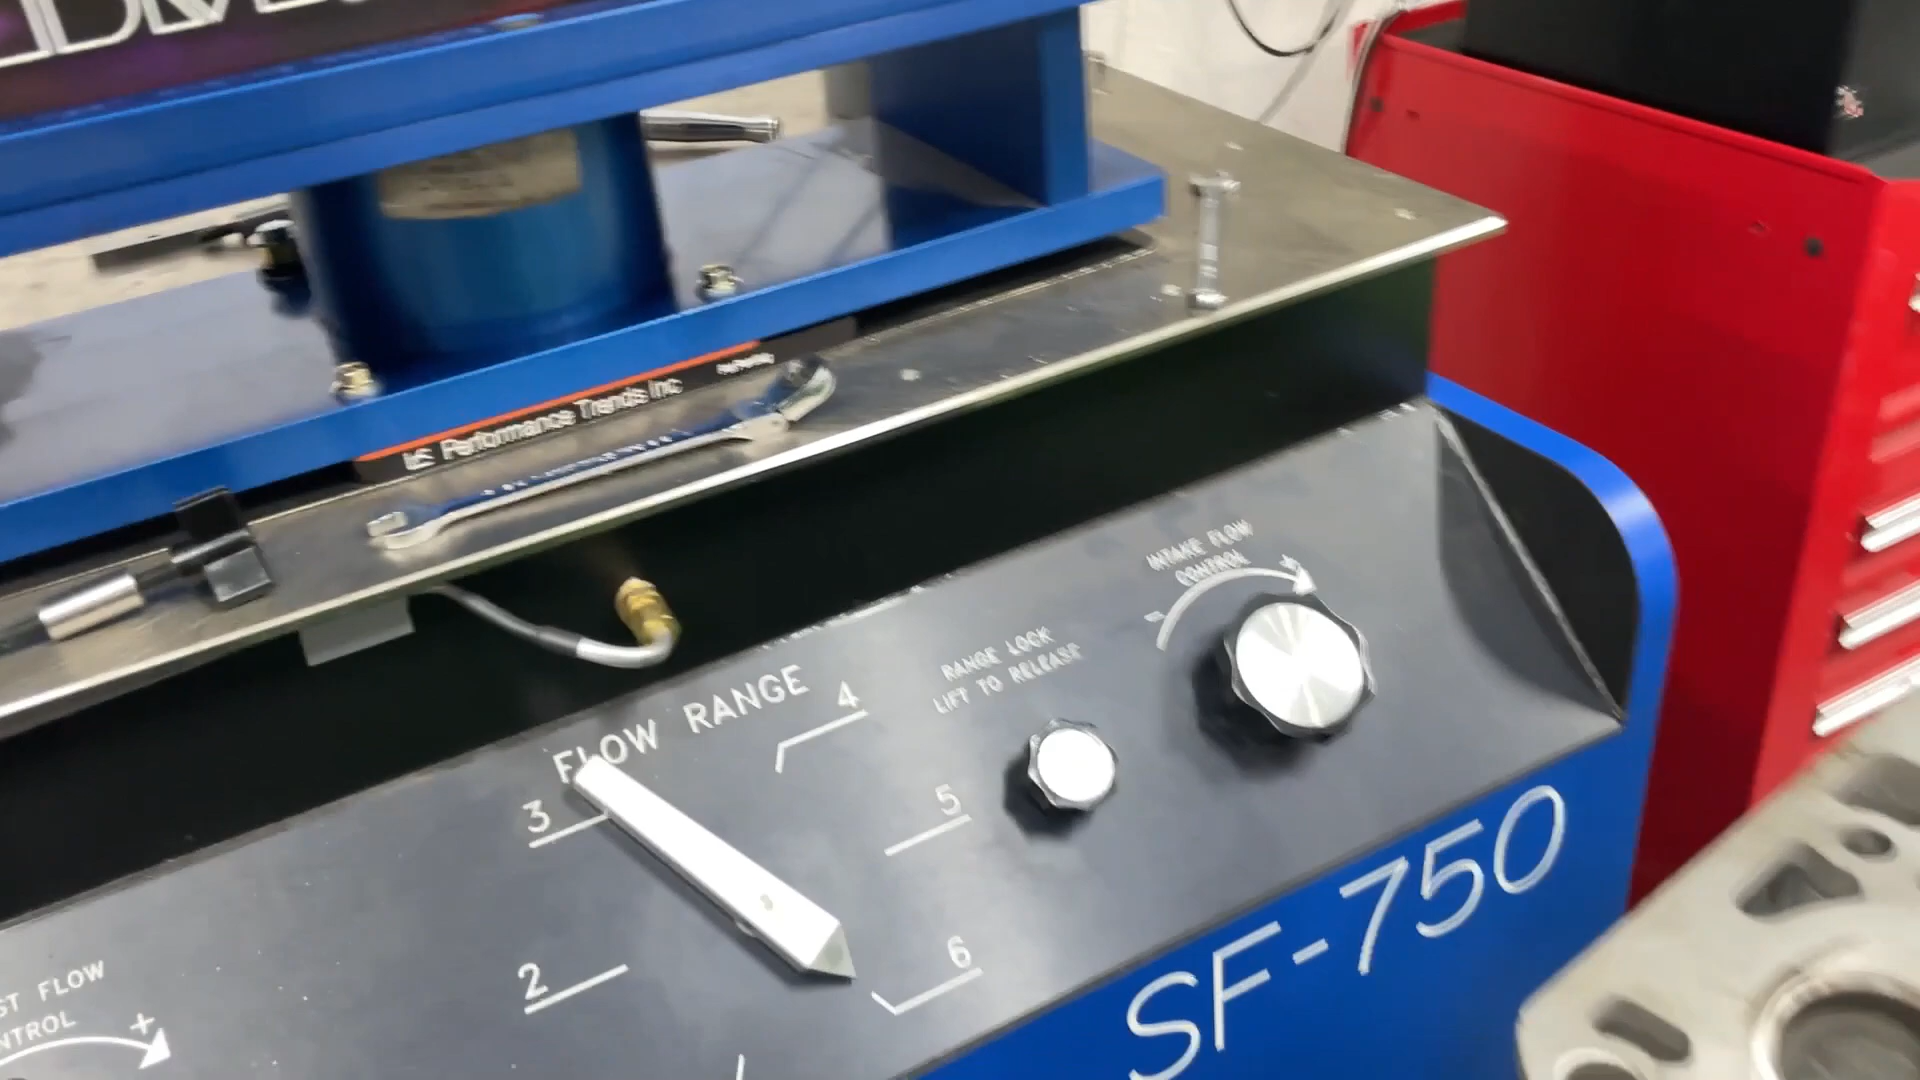 Performance Trends Inc
INTAKE FLOW
CONTROL
- +
RANGE LOCK
LIFT TO RELEASE
FLOW RANGE
4
3
5
2
6
FLOW
+
SF-750